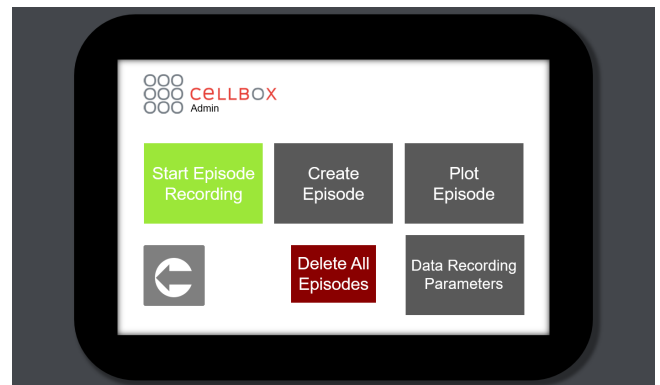 CELLBOX
Admin
Start Episode
Recording
Create
Episode
Plot
Episode
Delete All
Episodes
Data Recording
Parameters